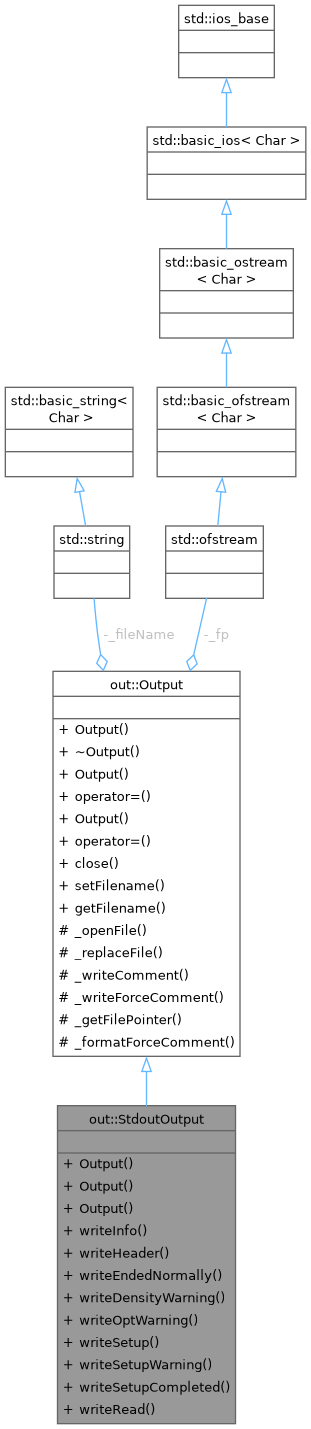 std::ios_base
std::basic_ios< Char >
std::basic_ostream
< Char >
std::basic_string<
Char >
std::basic_ofstream
< Char >
std::string
std::ofstream
-_fileName
-_fp
out::Output
+ Output()
+ ~Output()
+ Output()
+ operator=()
+ Output()
+ operator=()
+ close()
+ setFilename()
+ getFilename()
# _openFile()
# _replaceFile()
# _writeComment()
# _writeForceComment()
# _getFilePointer()
# _formatForceComment()
out::StdoutOutput
+ Output()
+ Output()
+ Output()
+ writeInfo()
+ writeHeader()
+ writeEndedNormally()
+ writeDensityWarning()
+ writeOptWarning()
+ writeSetup()
+ writeSetupWarning()
+ writeSetupCompleted()
+ writeRead()